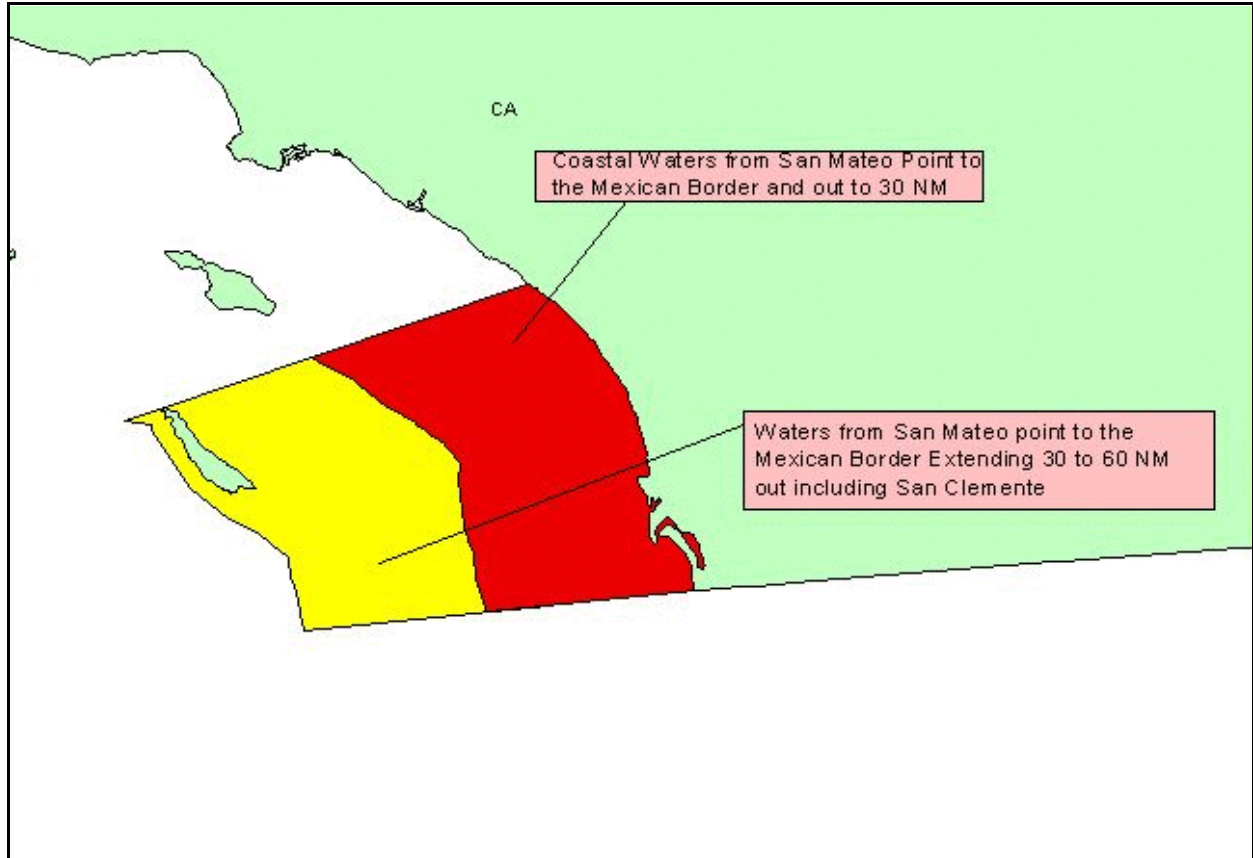 CA
Coastal Waters from San Mateo Point to
the Mexican Border and out to 30 NM
Waters from San Mateo point to the
Mexican Border Extending 30 to 60 NM
out including San Clemente